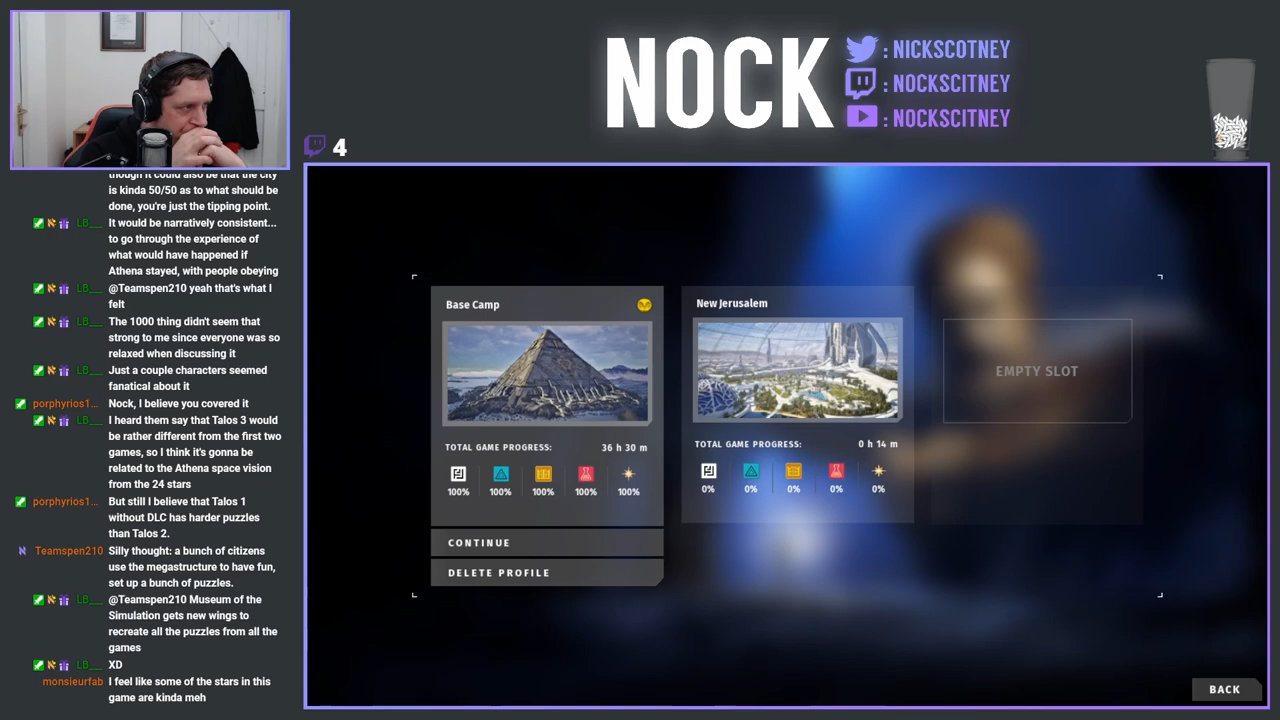 NOCK
: NICKSCOTNEY
: NOCKSCITNEY
: NOCKSCITNEY
4
though it could also be that the city
is kinda 50/50 as to what should be
done, you're just the tipping point.
LB__ It would be narratively consistent...
to go through the experience of
what would have happened if
Athena stayed, with people obeying
LB__ @Teamspen210 yeah that's what I
felt
LB__ The 1000 thing didn't seem that
strong to me since everyone was so
relaxed when discussing it
LB__ Just a couple characters seemed
fanatical about it
porphyrios1... Nock, I believe you covered it
LB__ I heard them say that Talos 3 would
be rather different from the first two
games, so I think it's gonna be
related to the Athena space vision
from the 24 stars
porphyrios1... But still I believe that Talos 1
without DLC has harder puzzles
than Talos 2.
Teamspen210 Silly thought: a bunch of citizens
use the megastructure to have fun,
set up a bunch of puzzles.
LB__ @Teamspen210 Museum of the
Simulation gets new wings to
recreate all the puzzles from all the
games
LB__ XD
monsieurfab I feel like some of the stars in this
game are kinda meh
Base Camp
TOTAL GAME PROGRESS: 36 h 30 m
100% 100% 100% 100% 100%
CONTINUE
DELETE PROFILE
New Jerusalem
TOTAL GAME PROGRESS: 0 h 14 m
0% 0% 0% 0% 0%
EMPTY SLOT
BACK